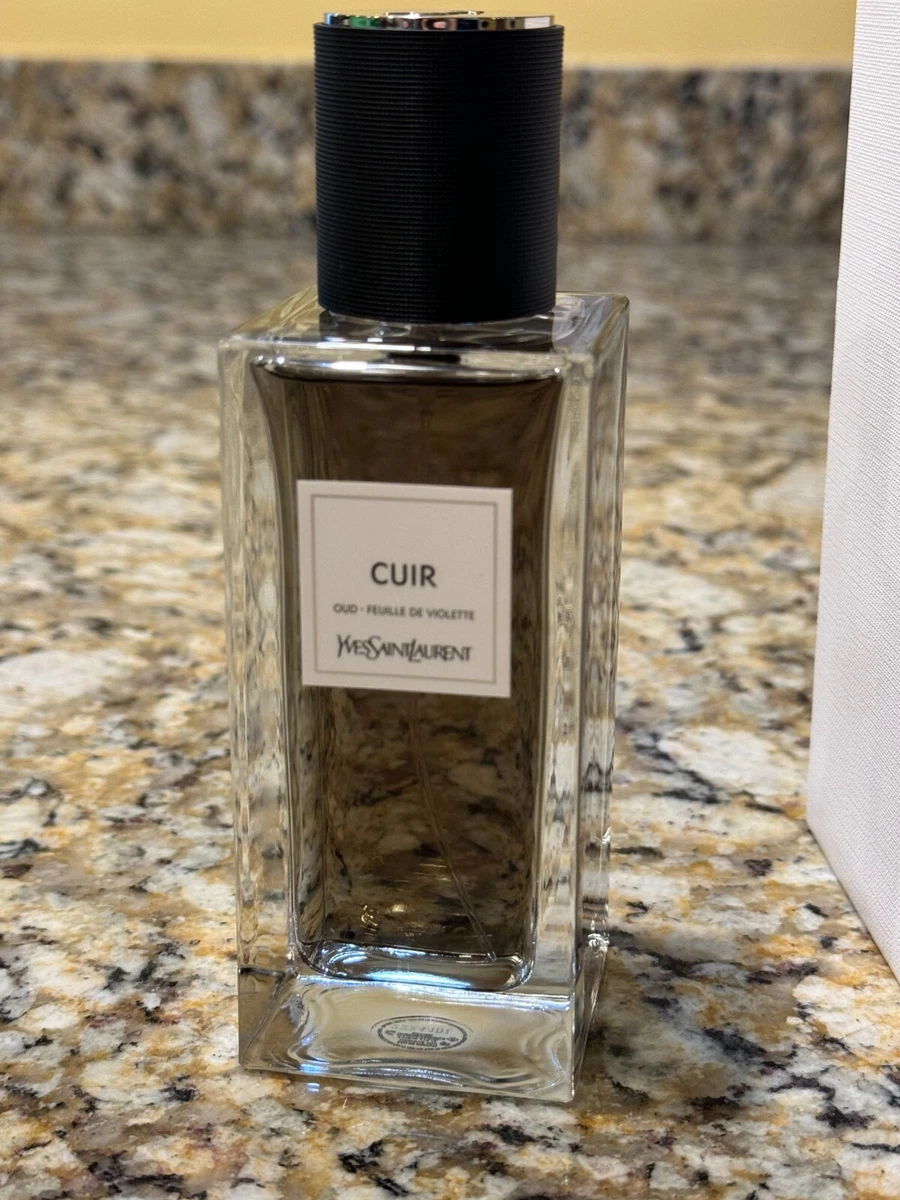 CUIR
OUD · FEUILLE DE VIOLETTE
YVESSAINTLAURENT